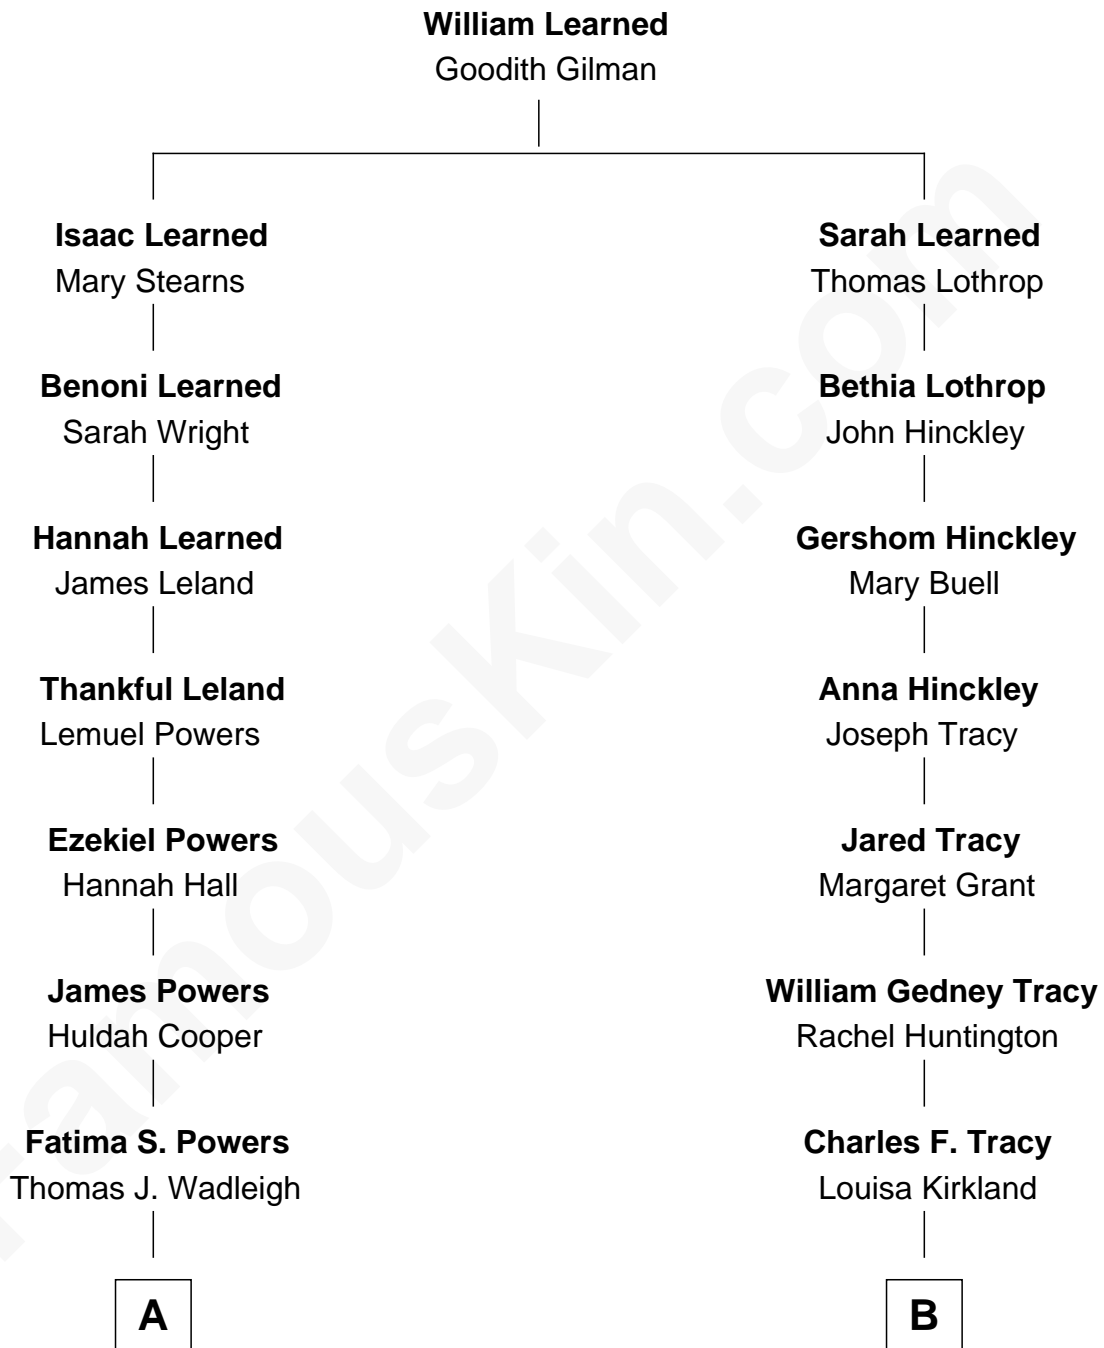 William Learned
Goodith Gilman
Isaac Learned
Mary Stearns
Sarah Learned
Thomas Lothrop
Benoni Learned
Sarah Wright
Bethia Lothrop
John Hinckley
Hannah Learned
James Leland
Gershom Hinckley
Mary Buell
Thankful Leland
Lemuel Powers
Anna Hinckley
Joseph Tracy
Ezekiel Powers
Hannah Hall
Jared Tracy
Margaret Grant
James Powers
Huldah Cooper
William Gedney Tracy
Rachel Huntington
Fatima S. Powers
Thomas J. Wadleigh
Charles F. Tracy
Louisa Kirkland
A
B
FamousKin.com